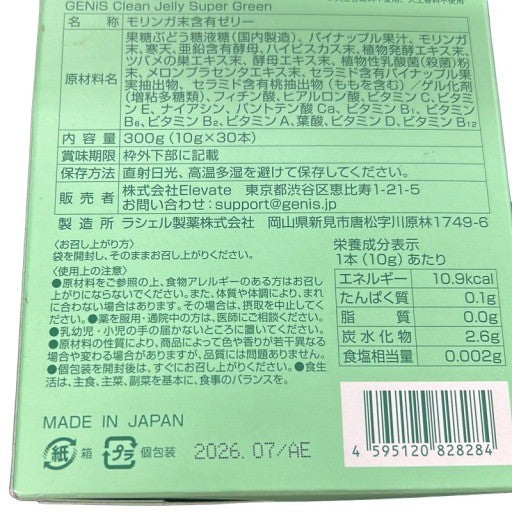 GENiS Clean Jelly Super Green
名 称 モリンガ末含有ゼリー
原材料名 果糖ぶどう糖液糖(国内製造)、パイナップル果汁、モリンガ
末、寒天、亜鉛含有酵母、ハイビスカス末、植物発酵エキス末、
ツバメの巣エキス末、酵母エキス末、植物性乳酸菌(殺菌)粉
末、メロンプラセンタエキス末、セラミド含有パイナップル果
実抽出物、セラミド含有桃抽出物(ももを含む)/ゲル化剤
(増粘多糖類)、フィチン酸、ヒアルロン酸、ビタミンC、ビタミ
ンE、ナイアシン、パントテン酸Ca、ビタミンB₁、ビタミン
B₆、ビタミンB₂、ビタミンA、葉酸、ビタミンD、ビタミンB₁₂
内 容 量 300g(10g×30本)
賞味期限 枠外下部に記載
保存方法 直射日光、高温多湿を避けて保存してください。
販 売 者 株式会社Elevate 東京都渋谷区恵比寿1-21-5
お問い合わせ:support@genis.jp
製 造 所 ラシェル製薬株式会社 岡山県新見市唐松字川原林1749-6
〈お召し上がり方〉
袋を開封し、そのままお召し上がりください。
〈使用上の注意〉
●原材料をご参照の上、食物アレルギーのある方はお召し
上がりにならないでください。また、体質や体調により、まれ
に合わない場合があります。その場合は、摂取を中止してく
ださい。●薬を服用・通院中の方は、医師にご相談ください。
●乳幼児・小児の手の届かないところに置いてください。
●原材料の性質により、商品によって色や香りが若干異なる
場合や変わる場合がありますが、品質には問題ありません。
●個包装を開封後は、すぐにお召し上がりください。●食生
活は、主食、主菜、副菜を基本に、食事のバランスを。
栄養成分表示
1本(10g)あたり
エネルギー 10.9kcal
たんぱく質 0.1g
脂 質 0.0g
炭水化物 2.6g
食塩相当量 0.002g
MADE IN JAPAN
紙 箱 プラ 個包装
2026. 07/AE
4 595120 828284